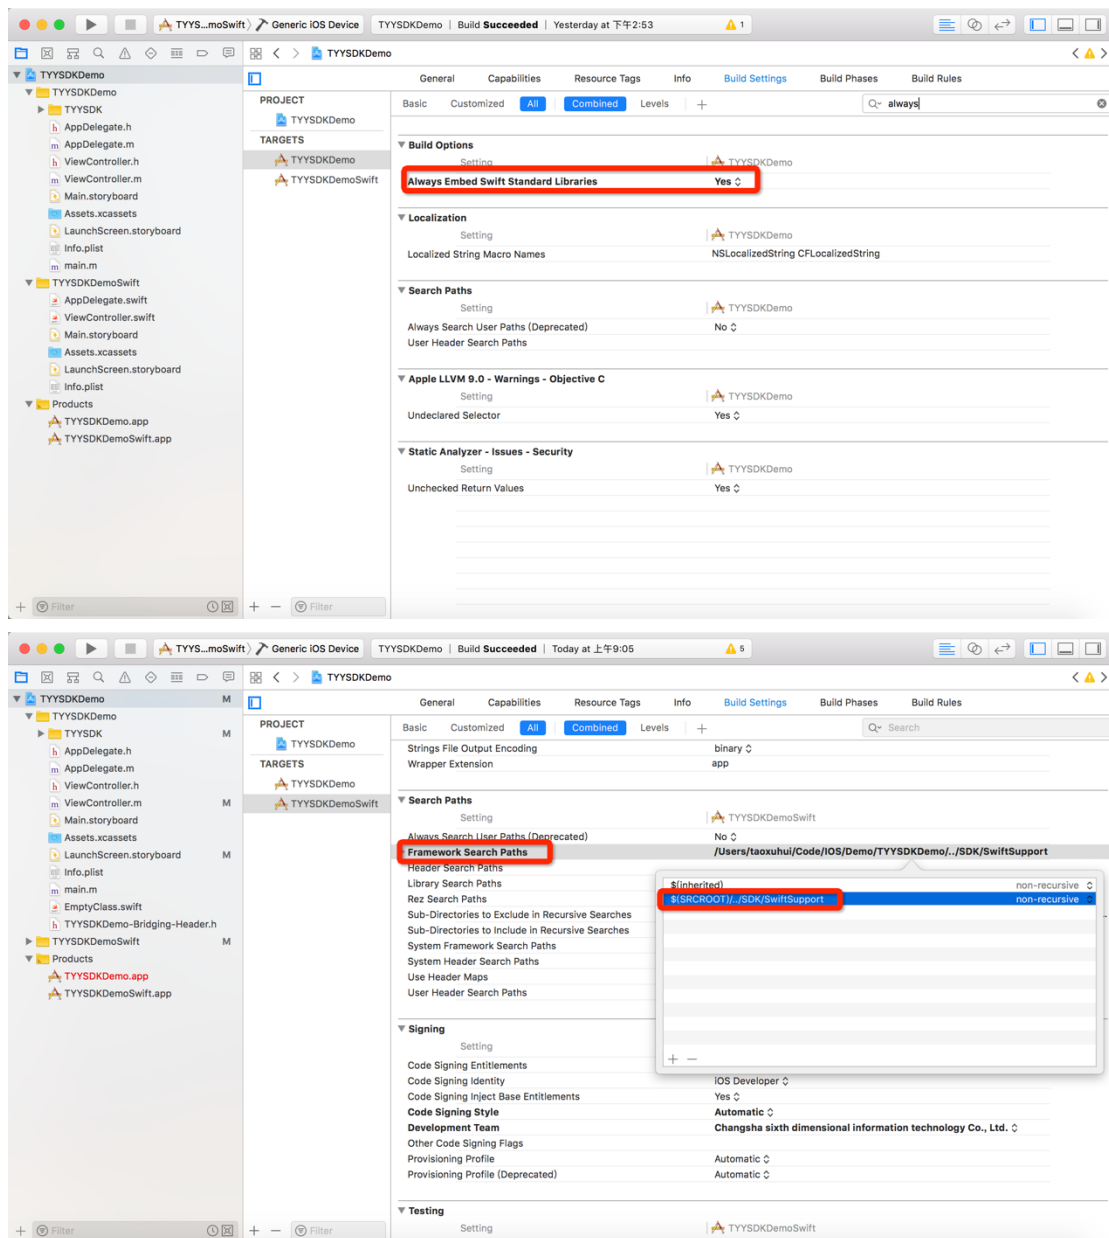 TYYS...moSwift Generic iOS Device TYYSDKDemo | Build Succeeded | Yesterday at 下午2:53 1
TYYSDKDemo
TYYSDKDemo
TYYSDKDemo
TYYSDK
AppDelegate.h
AppDelegate.m
ViewController.h
ViewController.m
Main.storyboard
Assets.xcassets
LaunchScreen.storyboard
Info.plist
main.m
TYYSDKDemoSwift
AppDelegate.swift
ViewController.swift
Main.storyboard
Assets.xcassets
LaunchScreen.storyboard
Info.plist
Products
TYYSDKDemo.app
TYYSDKDemoSwift.app
Filter
PROJECT
TYYSDKDemo
TARGETS
TYYSDKDemo
TYYSDKDemoSwift
Filter
General Capabilities Resource Tags Info Build Settings Build Phases Build Rules
Basic Customized All Combined Levels + always
Build Options
Setting TYYSDKDemo
Always Embed Swift Standard Libraries Yes
Localization
Setting TYYSDKDemo
Localized String Macro Names NSLocalizedString CFLocalizedString
Search Paths
Setting TYYSDKDemo
Always Search User Paths (Deprecated) No
User Header Search Paths
Apple LLVM 9.0 - Warnings - Objective C
Setting TYYSDKDemo
Undeclared Selector Yes
Static Analyzer - Issues - Security
Setting TYYSDKDemo
Unchecked Return Values Yes
TYYS...moSwift Generic iOS Device TYYSDKDemo | Build Succeeded | Today at 上午9:05 5
TYYSDKDemo
TYYSDKDemo M
TYYSDKDemo
TYYSDK M
AppDelegate.h
AppDelegate.m
ViewController.h
ViewController.m M
Main.storyboard
Assets.xcassets
LaunchScreen.storyboard M
Info.plist
main.m
EmptyClass.swift
TYYSDKDemo-Bridging-Header.h
TYYSDKDemoSwift M
Products
TYYSDKDemo.app
TYYSDKDemoSwift.app
Filter
PROJECT
TYYSDKDemo
TARGETS
TYYSDKDemo
TYYSDKDemoSwift
Filter
General Capabilities Resource Tags Info Build Settings Build Phases Build Rules
Basic Customized All Combined Levels + Search
Strings File Output Encoding binary
Wrapper Extension app
Search Paths
Setting TYYSDKDemoSwift
Always Search User Paths (Deprecated) No
Framework Search Paths /Users/taoxuhui/Code/IOS/Demo/TYYSDKDemo/../SDK/SwiftSupport
Header Search Paths
Library Search Paths
Rez Search Paths
Sub-Directories to Exclude in Recursive Searches
Sub-Directories to Include in Recursive Searches
System Framework Search Paths
System Header Search Paths
Use Header Maps
User Header Search Paths
$(inherited) non-recursive
$(SRCROOT)/../SDK/SwiftSupport non-recursive
Signing
Setting
Code Signing Entitlements
Code Signing Identity iOS Developer
Code Signing Inject Base Entitlements Yes
Code Signing Style Automatic
Development Team Changsha sixth dimensional information technology Co., Ltd.
Other Code Signing Flags
Provisioning Profile Automatic
Provisioning Profile (Deprecated) Automatic
Testing
Setting TYYSDKDemoSwift